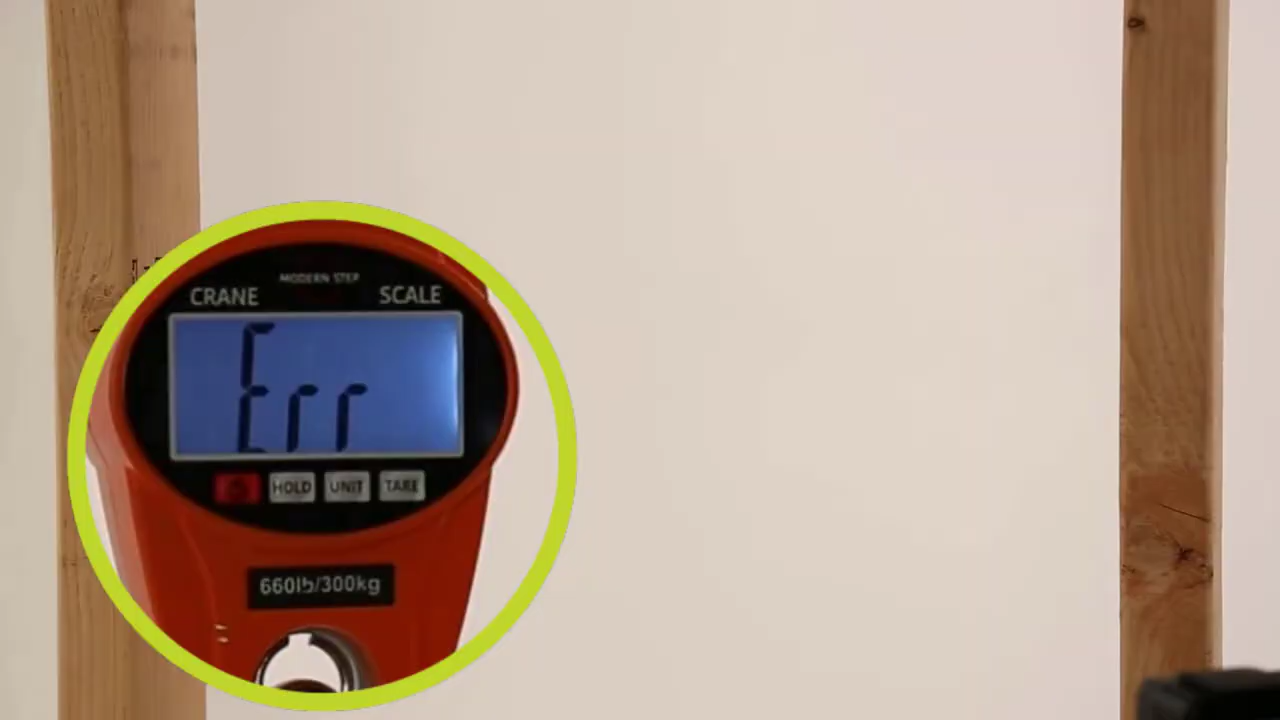 MODERN STEP
CRANE SCALE
Err
HOLD UNIT TARE
660lb/300kg